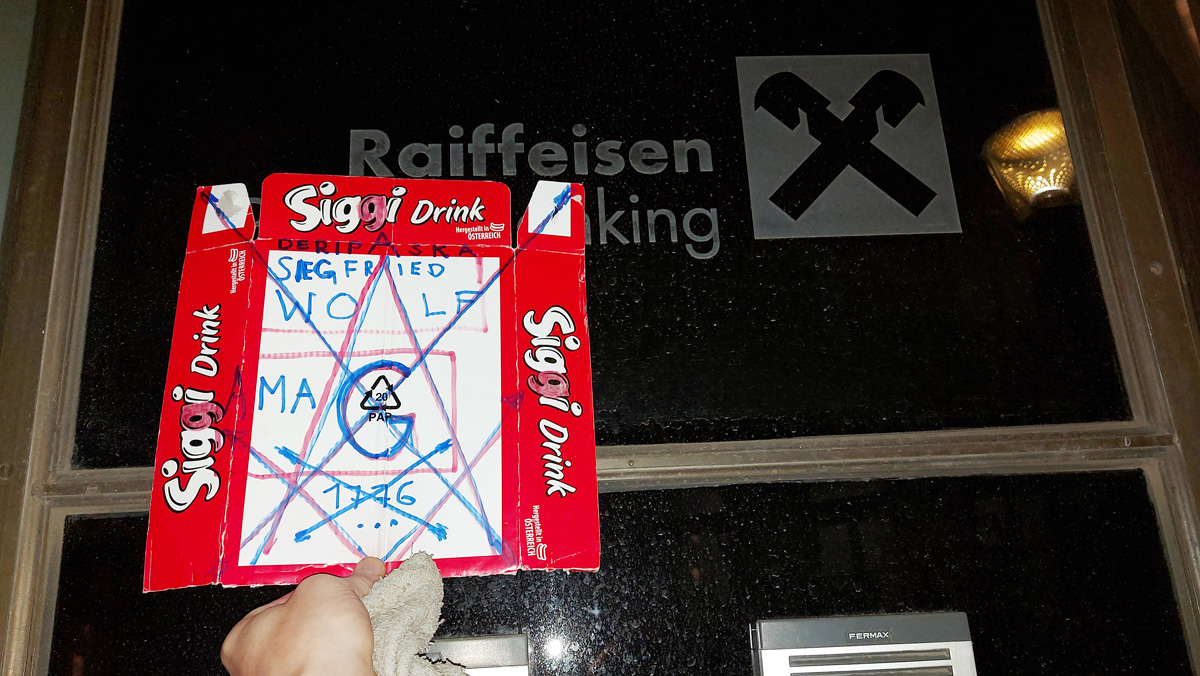 Raiffeisen
nking
Siggi Drink
Hergestellt in
ÖSTERREICH
DERIPASKA
SIEGFRIED
WOLF
MA
G
20
PAP
1776
...
Siggi Drink
Hergestellt in
ÖSTERREICH
Siggi Drink
Hergestellt in
ÖSTERREICH
FERMAX